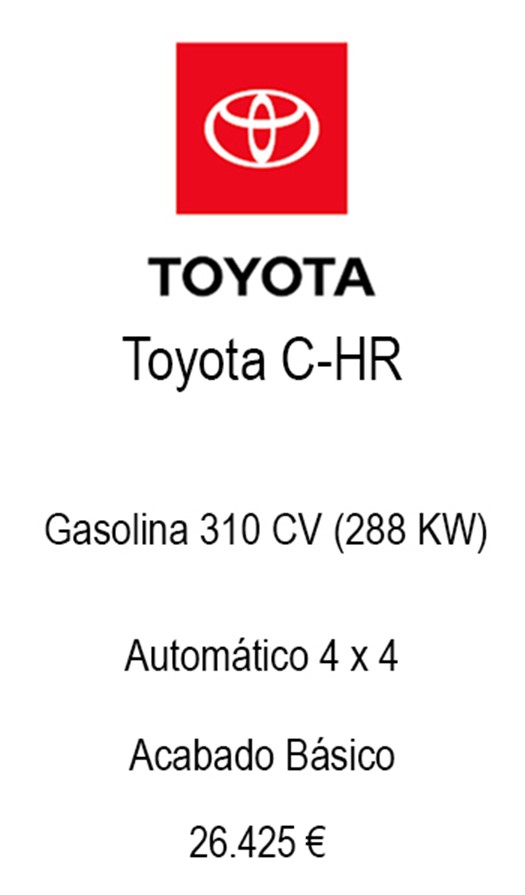 TOYOTA
Toyota C-HR
Gasolina 310 CV (288 KW)
Automático 4 x 4
Acabado Básico
26.425 €